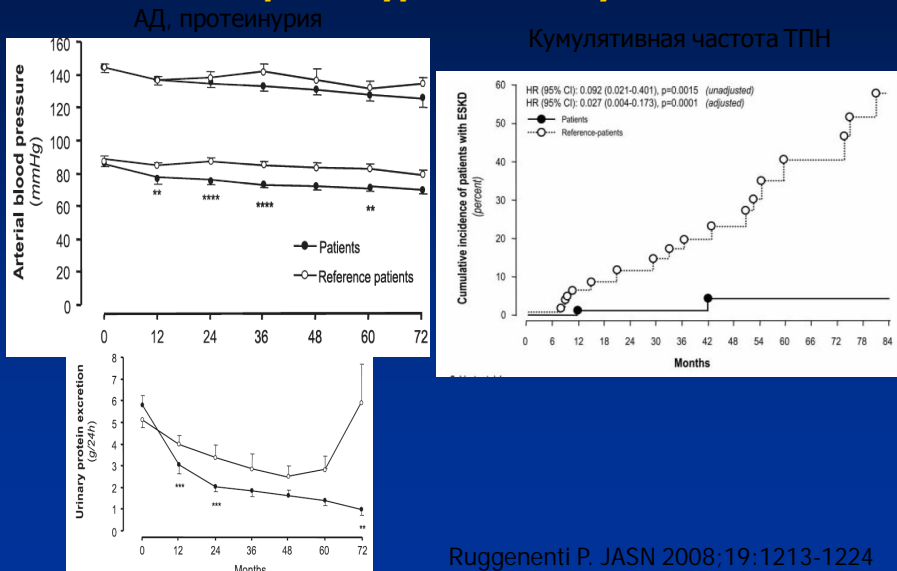 АД, протеинурия
Кумулятивная частота ТПН
Arterial blood pressure
(mmHg)
160
140
120
100
80
60
40
20
0
** **** **** **
Patients
Reference patients
0 12 24 36 48 60 72
Cumulative incidence of patients with ESKD
(percent)
HR (95% CI): 0.092 (0.021-0.401), p=0.0015 (unadjusted)
HR (95% CI): 0.027 (0.004-0.173), p=0.0001 (adjusted)
Patients
Reference-patients
60
50
40
30
20
10
0
0 6 12 18 24 30 36 42 48 54 60 66 72 78 84
Months
Urinary protein excretion
(g/24h)
8
7
6
5
4
3
2
1
0
*** *** **
0 12 24 36 48 60 72
Months
Ruggenenti P. JASN 2008;19:1213-1224